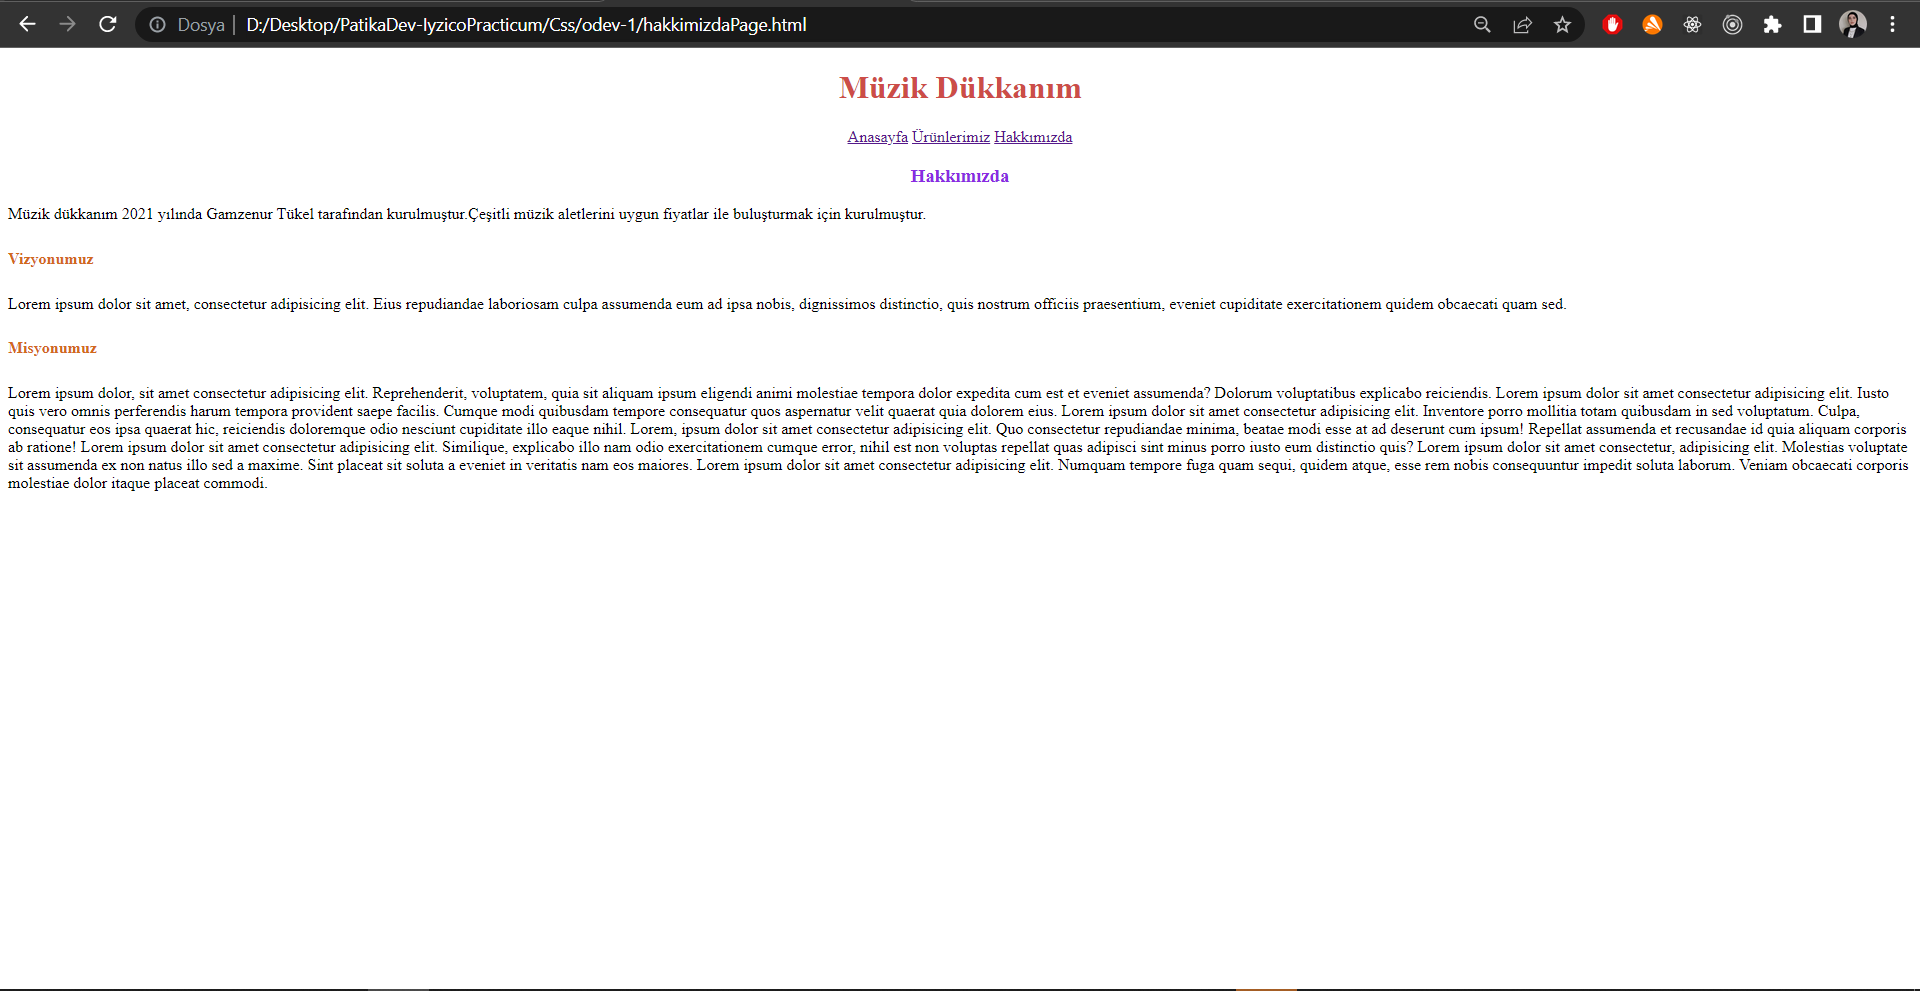 Dosya | D:/Desktop/PatikaDev-IyzicoPracticum/Css/odev-1/hakkimizdaPage.html
Müzik Dükkanım
Anasayfa Ürünlerimiz Hakkımızda
Hakkımızda
Müzik dükkanım 2021 yılında Gamzenur Tükel tarafından kurulmuştur.Çeşitli müzik aletlerini uygun fiyatlar ile buluşturmak için kurulmuştur.
Vizyonumuz
Lorem ipsum dolor sit amet, consectetur adipisicing elit. Eius repudiandae laboriosam culpa assumenda eum ad ipsa nobis, dignissimos distinctio, quis nostrum officiis praesentium, eveniet cupiditate exercitationem quidem obcaecati quam sed.
Misyonumuz
Lorem ipsum dolor, sit amet consectetur adipisicing elit. Reprehenderit, voluptatem, quia sit aliquam ipsum eligendi animi molestiae tempora dolor expedita cum est et eveniet assumenda? Dolorum voluptatibus explicabo reiciendis. Lorem ipsum dolor sit amet consectetur adipisicing elit. Iusto
quis vero omnis perferendis harum tempora provident saepe facilis. Cumque modi quibusdam tempore consequatur quos aspernatur velit quaerat quia dolorem eius. Lorem ipsum dolor sit amet consectetur adipisicing elit. Inventore porro mollitia totam quibusdam in sed voluptatum. Culpa,
consequatur eos ipsa quaerat hic, reiciendis doloremque odio nesciunt cupiditate illo eaque nihil. Lorem, ipsum dolor sit amet consectetur adipisicing elit. Quo consectetur repudiandae minima, beatae modi esse at ad deserunt cum ipsum! Repellat assumenda et recusandae id quia aliquam corporis
ab ratione! Lorem ipsum dolor sit amet consectetur adipisicing elit. Similique, explicabo illo nam odio exercitationem cumque error, nihil est non voluptas repellat quas adipisci sint minus porro iusto eum distinctio quis? Lorem ipsum dolor sit amet consectetur, adipisicing elit. Molestias voluptate
sit assumenda ex non natus illo sed a maxime. Sint placeat sit soluta a eveniet in veritatis nam eos maiores. Lorem ipsum dolor sit amet consectetur adipisicing elit. Numquam tempore fuga quam sequi, quidem atque, esse rem nobis consequuntur impedit soluta laborum. Veniam obcaecati corporis
molestiae dolor itaque placeat commodi.